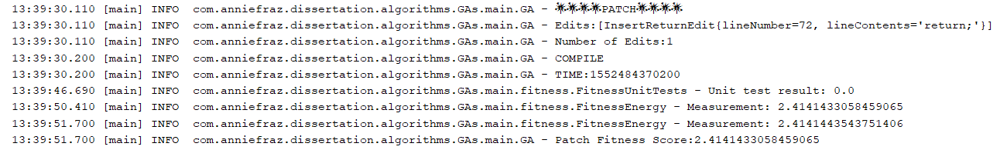 13:39:30.110 [main] INFO  com.anniefraz.dissertation.algorithms.GAs.main.GA - ****PATCH****
13:39:30.110 [main] INFO  com.anniefraz.dissertation.algorithms.GAs.main.GA - Edits:[InsertReturnEdit{lineNumber=72, lineContents='return;'}]
13:39:30.110 [main] INFO  com.anniefraz.dissertation.algorithms.GAs.main.GA - Number of Edits:1
13:39:30.200 [main] INFO  com.anniefraz.dissertation.algorithms.GAs.main.GA - COMPILE
13:39:30.200 [main] INFO  com.anniefraz.dissertation.algorithms.GAs.main.GA - TIME:1552484370200
13:39:46.690 [main] INFO  com.anniefraz.dissertation.algorithms.GAs.main.fitness.FitnessUnitTests - Unit test result: 0.0
13:39:50.410 [main] INFO  com.anniefraz.dissertation.algorithms.GAs.main.fitness.FitnessEnergy - Measurement: 2.4141433058459065
13:39:51.700 [main] INFO  com.anniefraz.dissertation.algorithms.GAs.main.fitness.FitnessEnergy - Measurement: 2.4141443543751406
13:39:51.700 [main] INFO  com.anniefraz.dissertation.algorithms.GAs.main.GA - Patch Fitness Score:2.4141433058459065